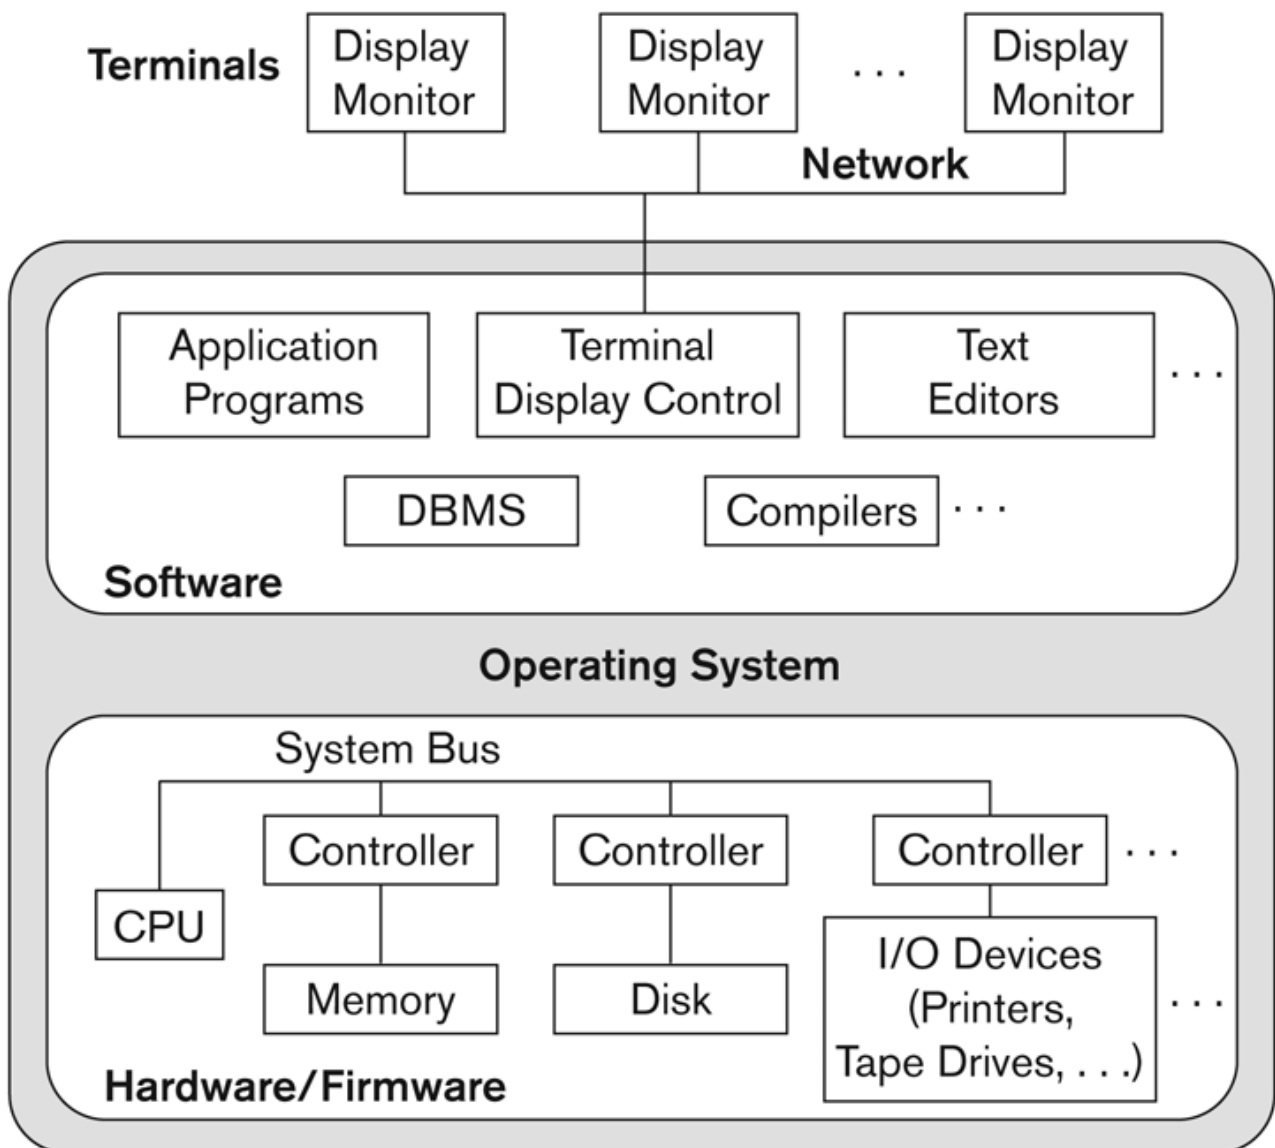 Terminals
Display
Monitor
Display
Monitor
. . .
Display
Monitor
Network
Application
Programs
Terminal
Display Control
Text
Editors
. . .
DBMS
Compilers
. . .
Software
Operating System
System Bus
Controller
Controller
Controller
. . .
CPU
Memory
Disk
I/O Devices
(Printers,
Tape Drives, . . .)
. . .
Hardware/Firmware